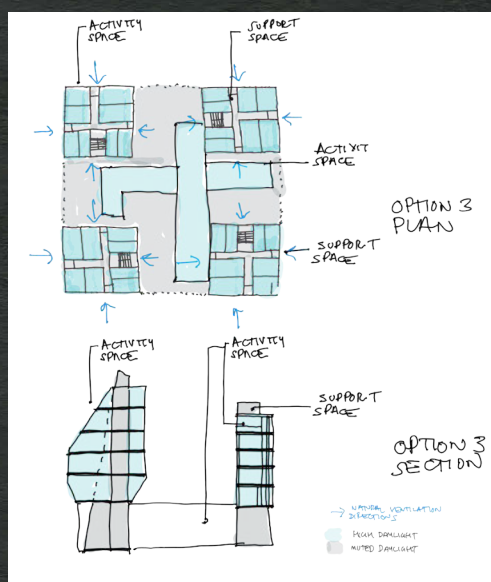 ACTIVITY
SPACE
SUPPORT
SPACE
ACTIVIT
SPACE
OPTION 3
PLAN
SUPPORT
SPACE
ACTIVITY
SPACE
ACTIVITY
SPACE
SUPPORT
SPACE
OPTION 3
SECTION
NATURAL VENTILATION
DIRECTIONS
HIGH DAYLIGHT
MUTED DAYLIGHT